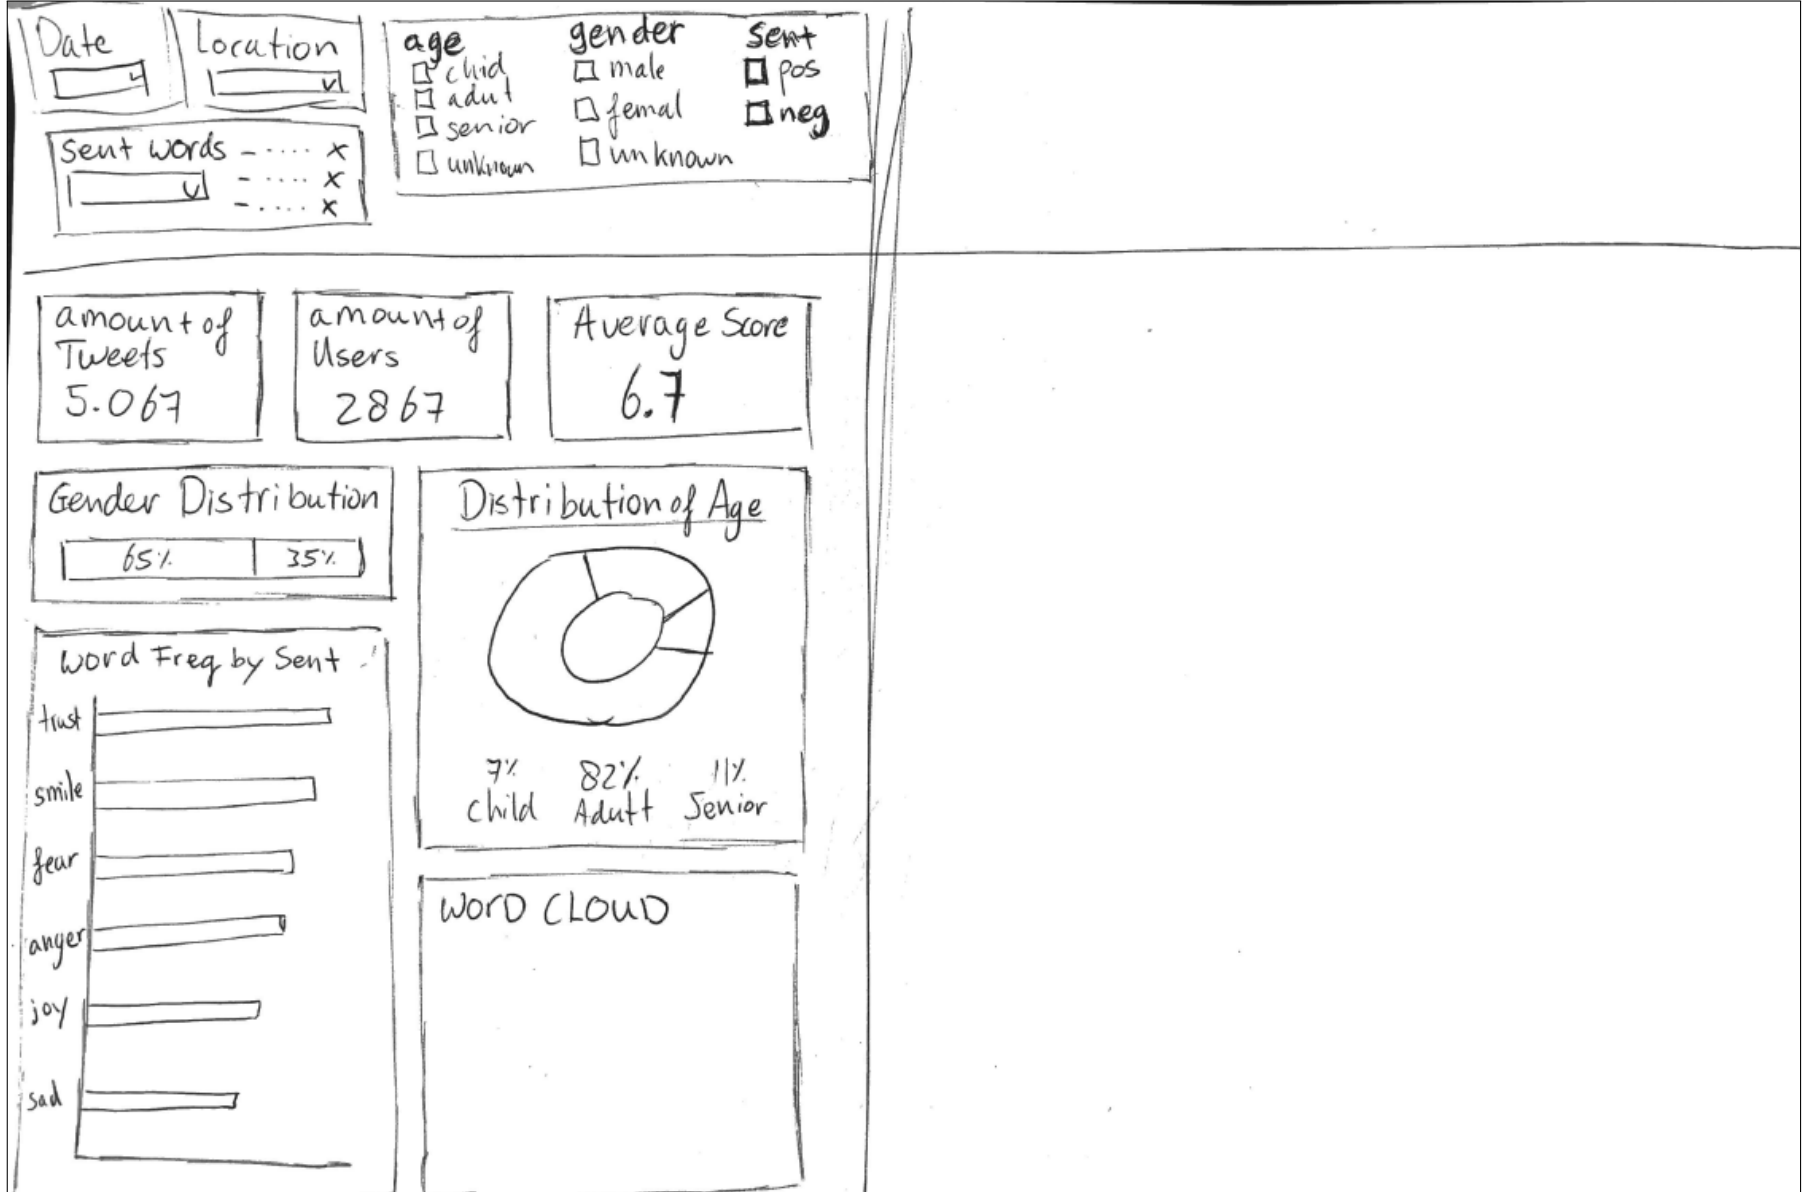 Date
Location
sent words - .... x
- .... x
- .... x
age
chid
adut
senior
unknown
gender
male
femal
unknown
sent
pos
neg
amount of
Tweets
5.067
amount of
Users
2867
Average Score
6.7
Gender Distribution
65% 35%
Distribution of Age
7% 82% 11%
Child Adult Senior
Word Freq by Sent
trust
smile
fear
anger
joy
sad
WORD CLOUD